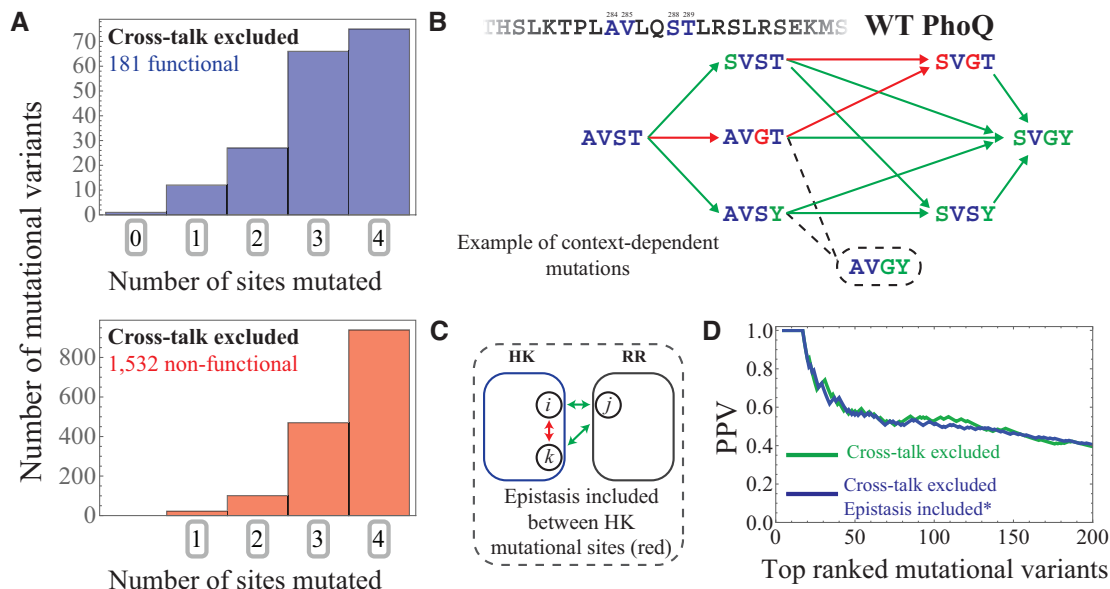 A
Number of mutational variants
Cross-talk excluded
181 functional
70
60
50
40
30
20
10
0
0 1 2 3 4
Number of sites mutated
Cross-talk excluded
1,532 non-functional
800
600
400
200
0
1 2 3 4
Number of sites mutated
B
284 285 288 289
THSLKTPLAVLQSTLRSLRSEKMS WT PhoQ
SVST SVGT
AVST AVGT SVGY
AVSY SVSY
AVGY
Example of context-dependent
mutations
C
HK RR
i j
k
Epistasis included
between HK
mutational sites (red)
D
PPV
1.0
0.8
0.6
0.4
0.2
0.0
0 50 100 150 200
Cross-talk excluded
Cross-talk excluded
Epistasis included*
Top ranked mutational variants